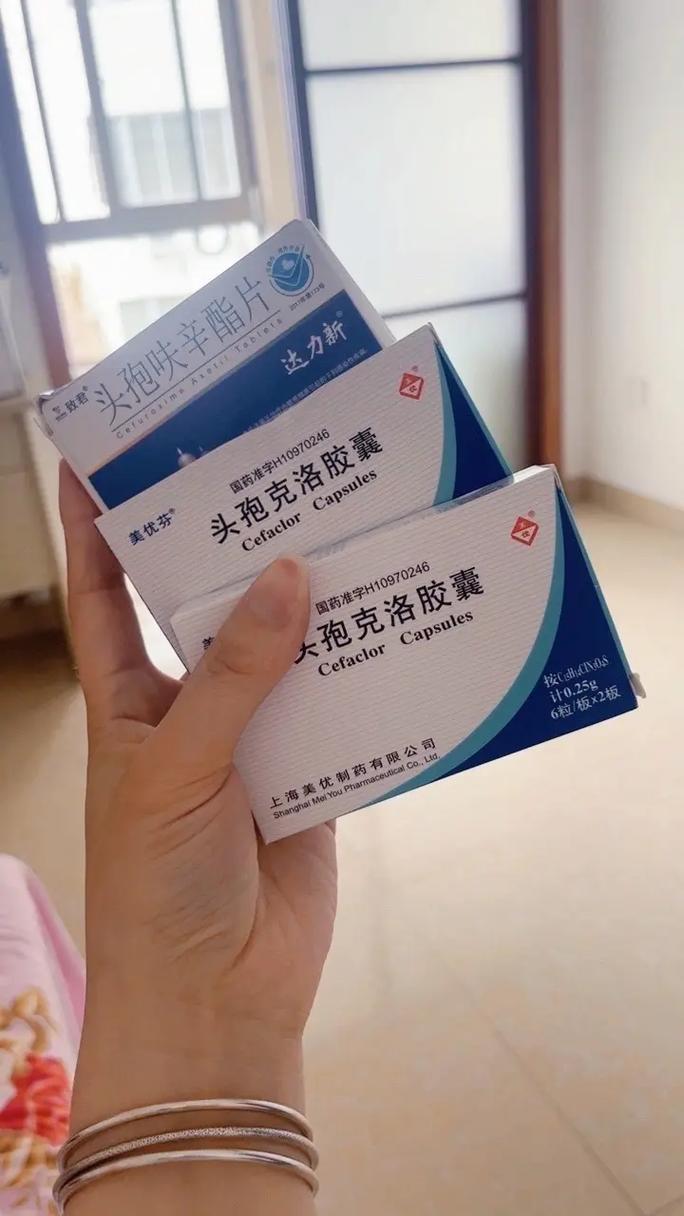 致君®
头孢呋辛酯片
Cefuroxime Axetil Tablets
达力新®
国药准字H10970246
美优芬®
头孢克洛胶囊
Cefaclor Capsules
国药准字H10970246
头孢克洛胶囊
Cefaclor Capsules
计0.25g
6粒/板×2板
上海美优制药有限公司
Shanghai MeiYou Pharmaceutical Co., Ltd.